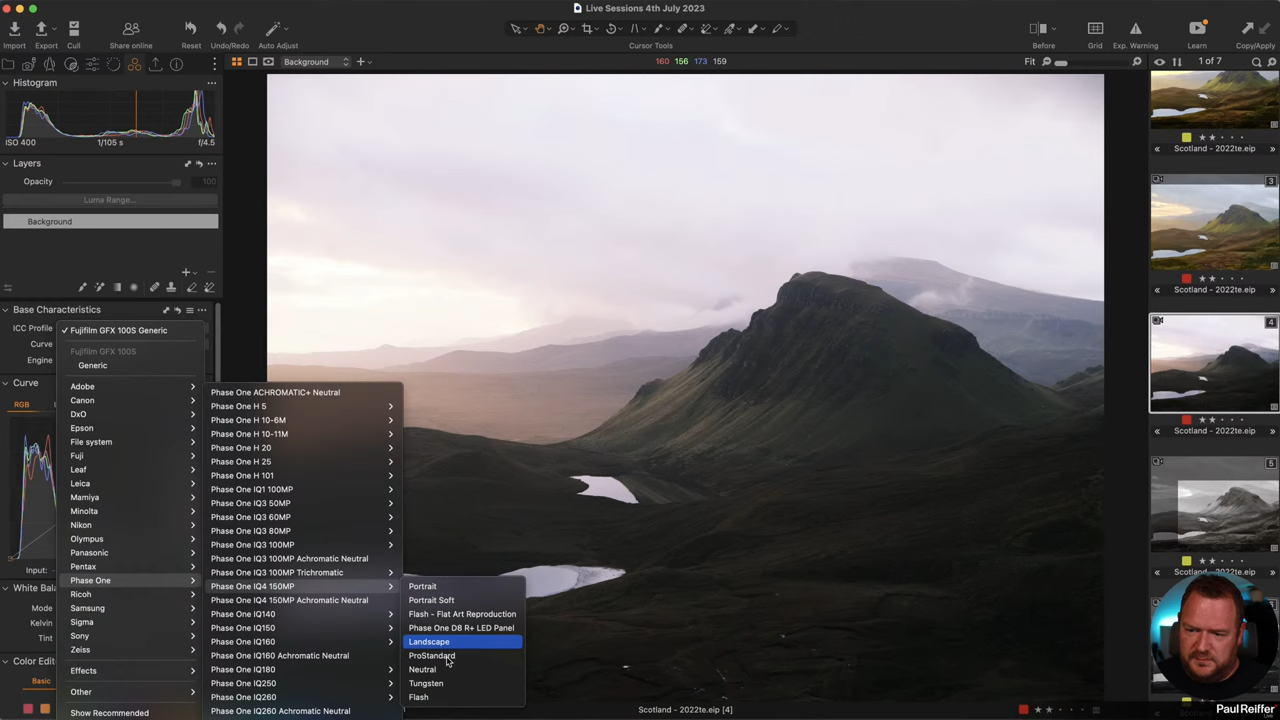 Live Sessions 4th July 2023
Import
Export
Cull
Share online
Reset
Undo/Redo
Auto Adjust
Cursor Tools
Before
Grid
Exp. Warning
Learn
Copy/Apply
Background
160 156 173 159
Fit
1 of 7
Histogram
ISO 400
1/105 s
f/4.5
Layers
Opacity
100
Luma Range...
Background
Base Characteristics
ICC Profile
Curve
Engine
Curve
RGB
Input:
White Bala
Mode
Kelvin
Tint
Color Edit
Basic
✓ Fujifilm GFX 100S Generic
Fujifilm GFX 100S
Generic
Adobe
Canon
DxO
Epson
File system
Fuji
Leaf
Leica
Mamiya
Minolta
Nikon
Olympus
Panasonic
Pentax
Phase One
Ricoh
Samsung
Sigma
Sony
Zeiss
Effects
Other
Show Recommended
Phase One ACHROMATIC+ Neutral
Phase One H 5
Phase One H 10-6M
Phase One H 10-11M
Phase One H 20
Phase One H 25
Phase One H 101
Phase One IQ1 100MP
Phase One IQ3 50MP
Phase One IQ3 60MP
Phase One IQ3 80MP
Phase One IQ3 100MP
Phase One IQ3 100MP Achromatic Neutral
Phase One IQ3 100MP Trichromatic
Phase One IQ4 150MP
Phase One IQ4 150MP Achromatic Neutral
Phase One IQ140
Phase One IQ150
Phase One IQ160
Phase One IQ160 Achromatic Neutral
Phase One IQ180
Phase One IQ250
Phase One IQ260
Phase One IQ260 Achromatic Neutral
Portrait
Portrait Soft
Flash - Flat Art Reproduction
Phase One D8 R+ LED Panel
Landscape
ProStandard
Neutral
Tungsten
Flash
Scotland - 2022te.eip [4]
Scotland - 2022te.eip
3
Scotland - 2022te.eip
4
Scotland - 2022te.eip
5
Scotland - 2022te.eip
Paul Reiffer
Live